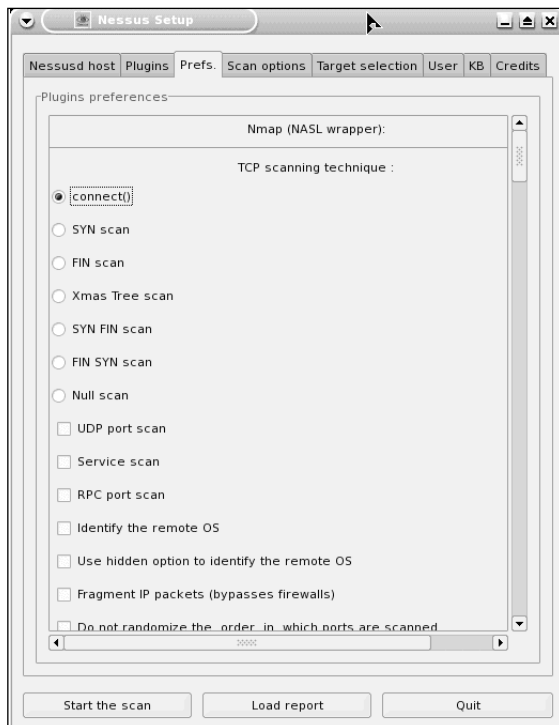 Nessus Setup
Nessusd host Plugins Prefs. Scan options Target selection User KB Credits
Plugins preferences
Nmap (NASL wrapper):
TCP scanning technique :
connect()
SYN scan
FIN scan
Xmas Tree scan
SYN FIN scan
FIN SYN scan
Null scan
UDP port scan
Service scan
RPC port scan
Identify the remote OS
Use hidden option to identify the remote OS
Fragment IP packets (bypasses firewalls)
Do not randomize the order in which ports are scanned
Start the scan Load report Quit